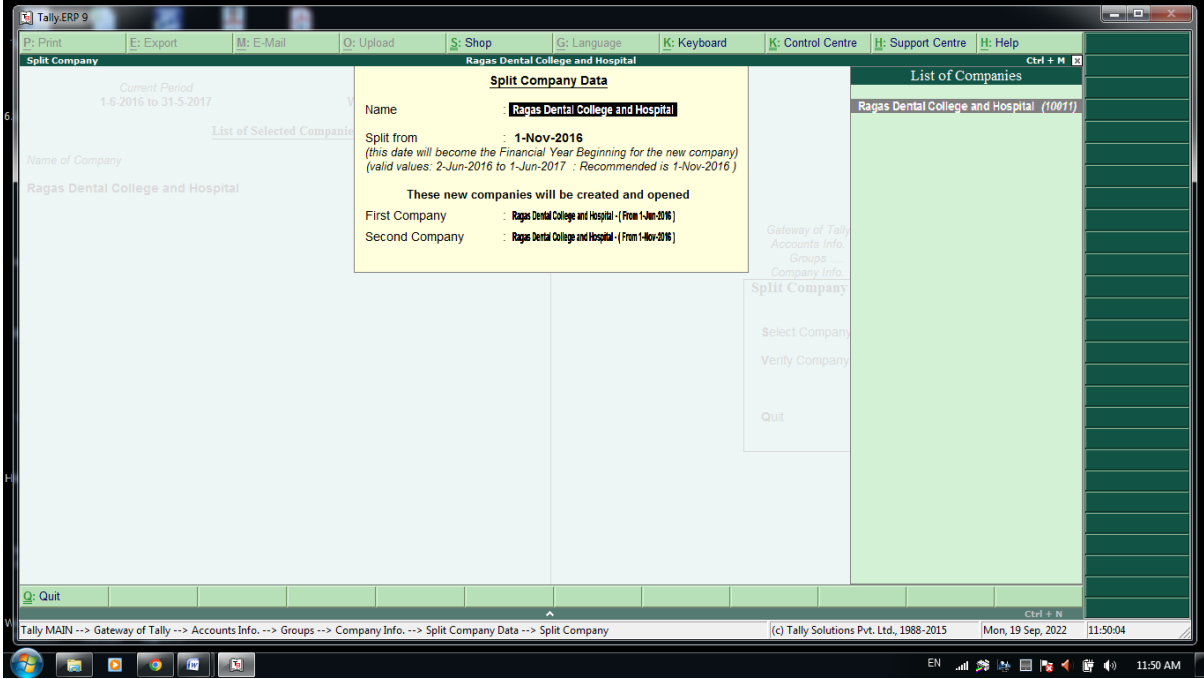 Tally.ERP 9
P: Print E: Export M: E-Mail O: Upload S: Shop G: Language K: Keyboard K: Control Centre H: Support Centre H: Help
Split Company Ragas Dental College and Hospital Ctrl + M
Split Company Data
List of Companies
Current Period
1-6-2016 to 31-5-2017
Name : Ragas Dental College and Hospital
Ragas Dental College and Hospital (10011)
List of Selected Companie
Split from : 1-Nov-2016
(this date will become the Financial Year Beginning for the new company)
(valid values: 2-Jun-2016 to 1-Jun-2017 : Recommended is 1-Nov-2016 )
Name of Company
Ragas Dental College and Hospital
These new companies will be created and opened
First Company : Ragas Dental College and Hospital - ( From 1-Jun-2016 )
Second Company : Ragas Dental College and Hospital - ( From 1-Nov-2016 )
Gateway of Tally
Accounts Info.
Groups ...
Company Info.
Split Company
Select Company
Verify Company
Quit
Q: Quit
Ctrl + N
Tally MAIN --> Gateway of Tally --> Accounts Info. --> Groups --> Company Info. --> Split Company Data --> Split Company (c) Tally Solutions Pvt. Ltd., 1988-2015 Mon, 19 Sep, 2022 11:50:04
EN 11:50 AM